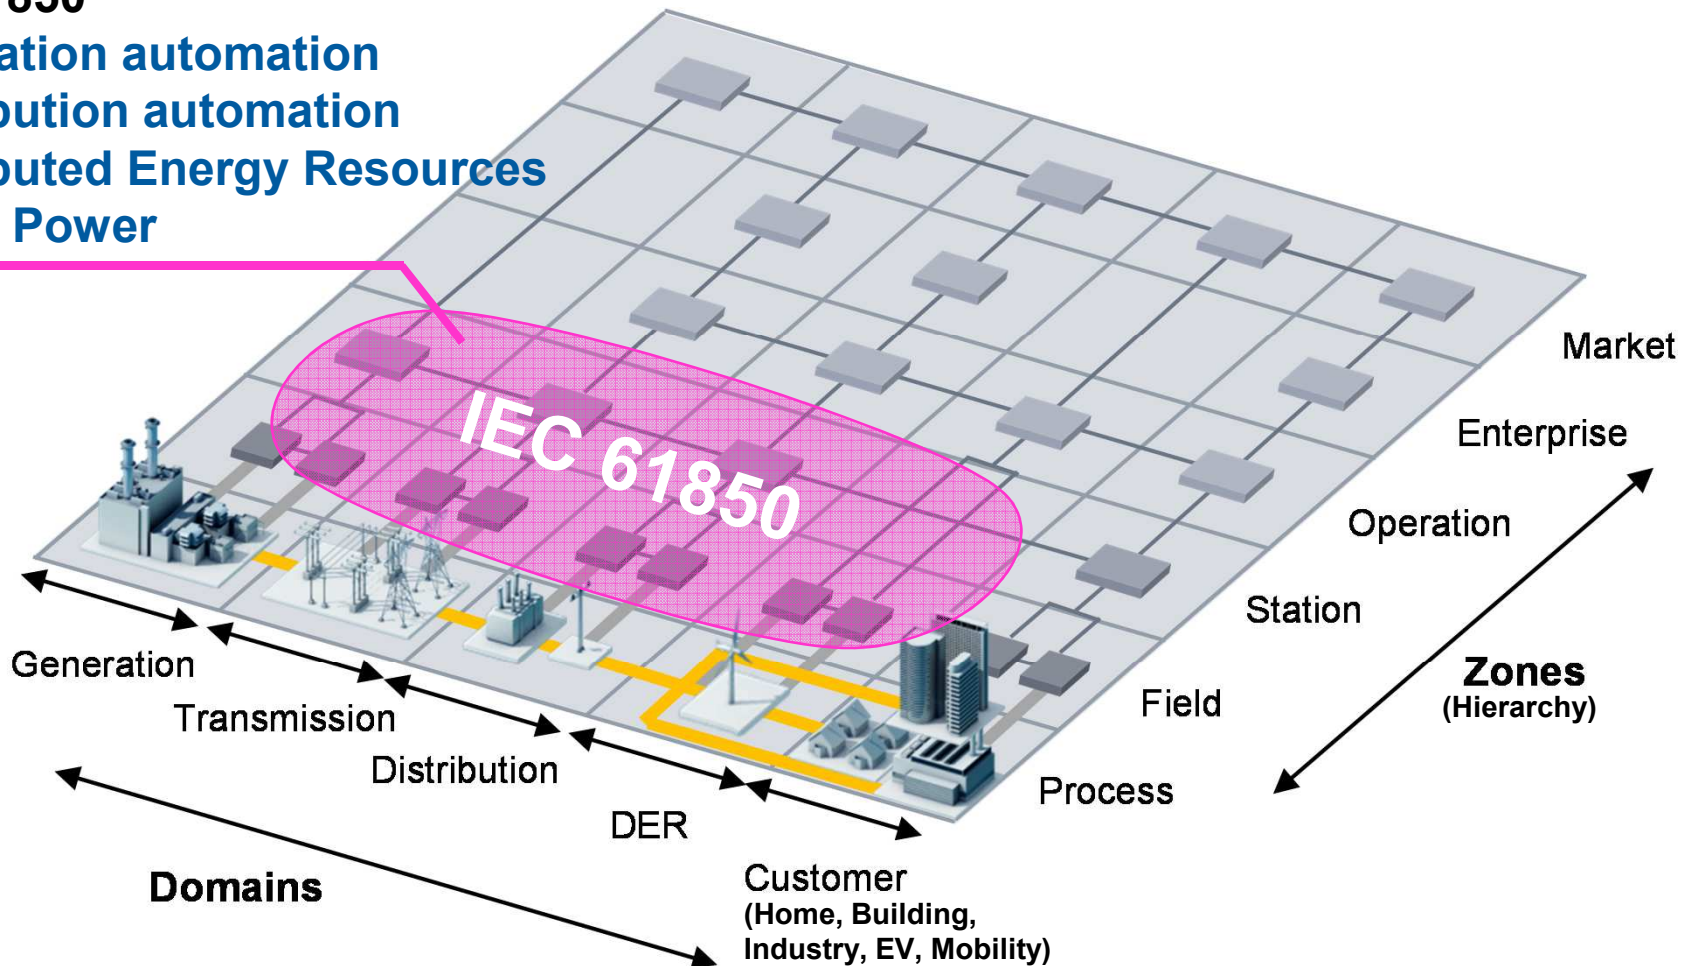 850
ation automation
bution automation
buted Energy Resources
Power
IEC 61850
Market
Enterprise
Operation
Station
Field
Process
Zones
(Hierarchy)
Generation
Transmission
Distribution
DER
Customer
(Home, Building,
Industry, EV, Mobility)
Domains